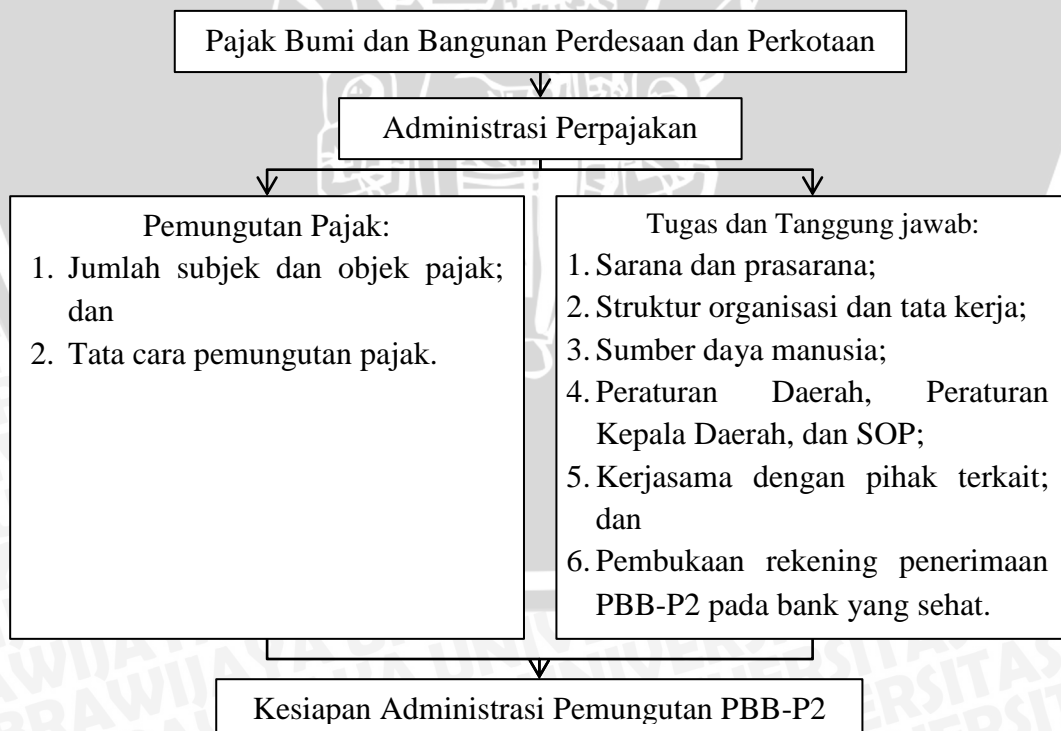 Pajak Bumi dan Bangunan Perdesaan dan Perkotaan
Administrasi Perpajakan
Pemungutan Pajak:
1. Jumlah subjek dan objek pajak;
dan
2. Tata cara pemungutan pajak.
Tugas dan Tanggung jawab:
1. Sarana dan prasarana;
2. Struktur organisasi dan tata kerja;
3. Sumber daya manusia;
4. Peraturan Daerah, Peraturan
Kepala Daerah, dan SOP;
5. Kerjasama dengan pihak terkait;
dan
6. Pembukaan rekening penerimaan
PBB-P2 pada bank yang sehat.
Kesiapan Administrasi Pemungutan PBB-P2